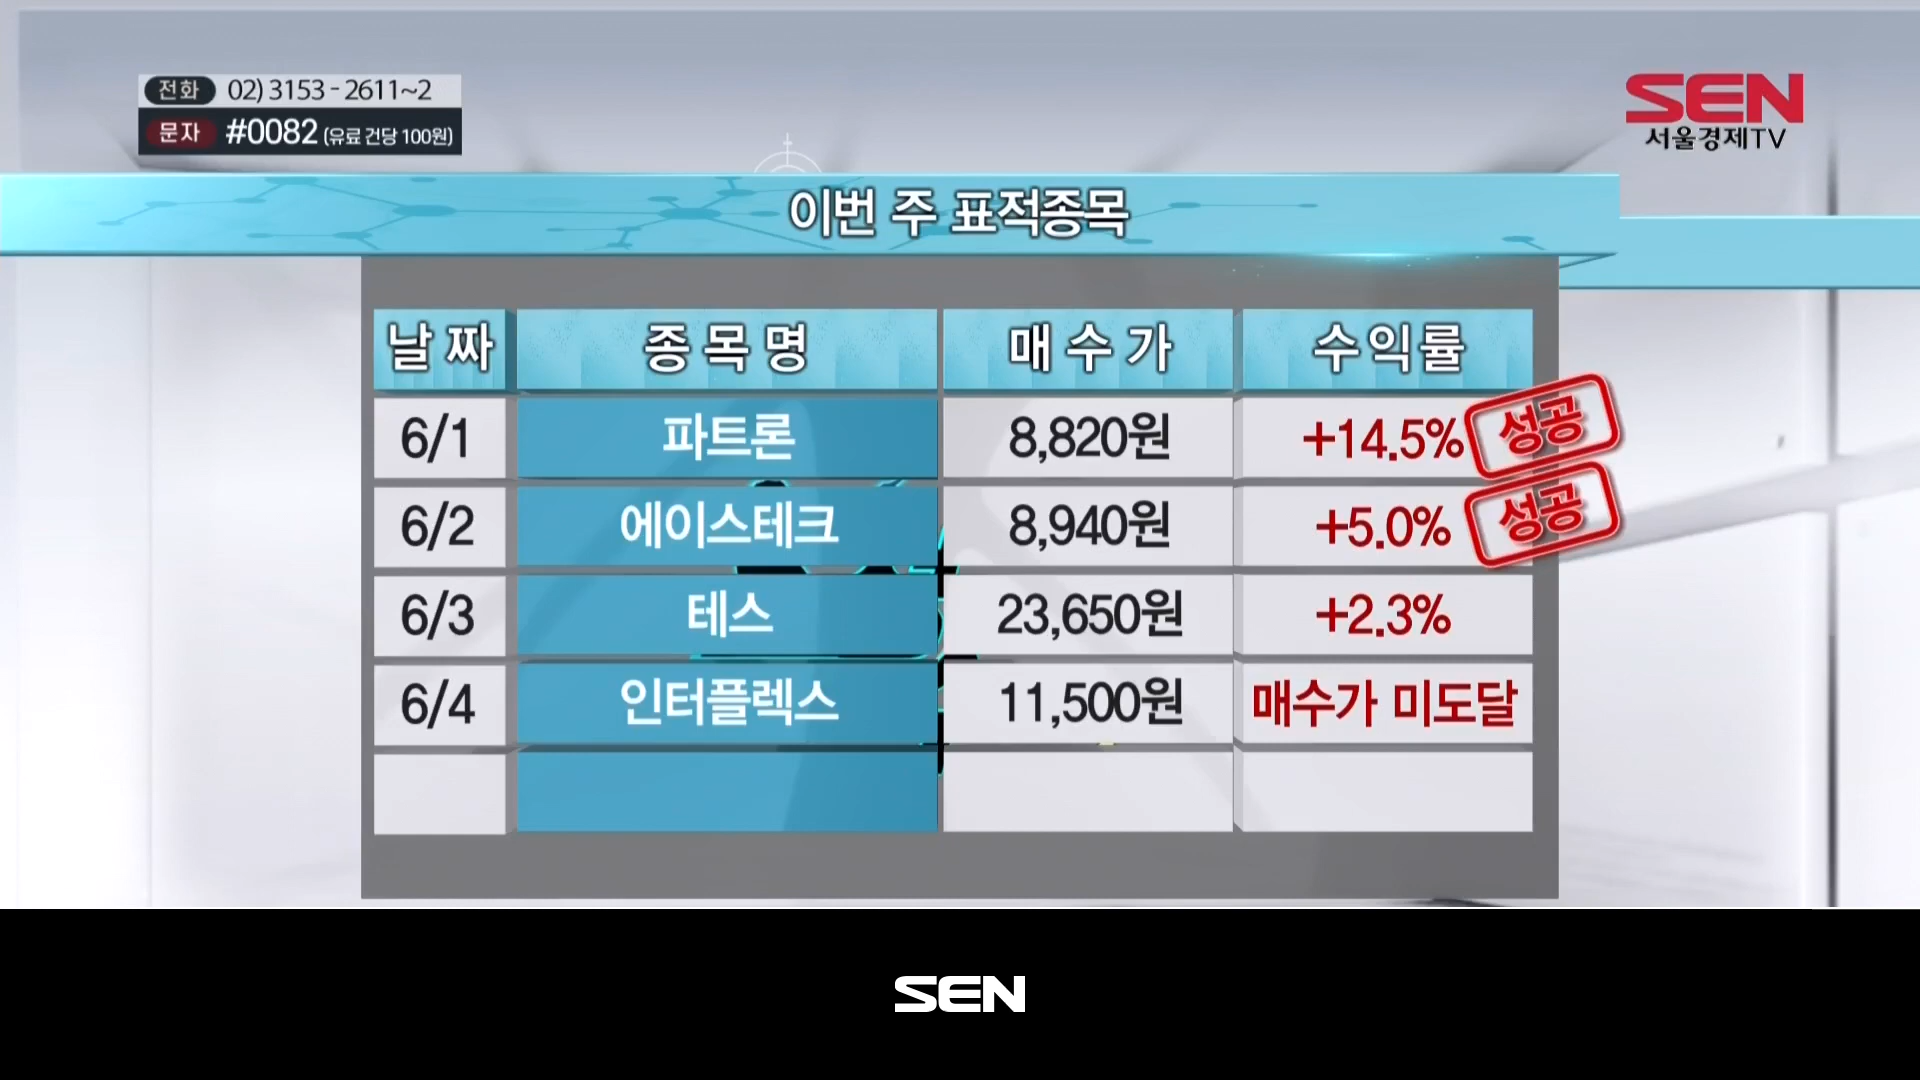 전화 02) 3153 - 2611~2
문자 #0082 (유료 건당 100원)
SEN
서울경제TV
이번 주 표적종목
날짜 종목명 매수가 수익률
6/1 파트론 8,820원 +14.5% 성공
6/2 에이스테크 8,940원 +5.0% 성공
6/3 테스 23,650원 +2.3%
6/4 인터플렉스 11,500원 매수가 미도달
SEN